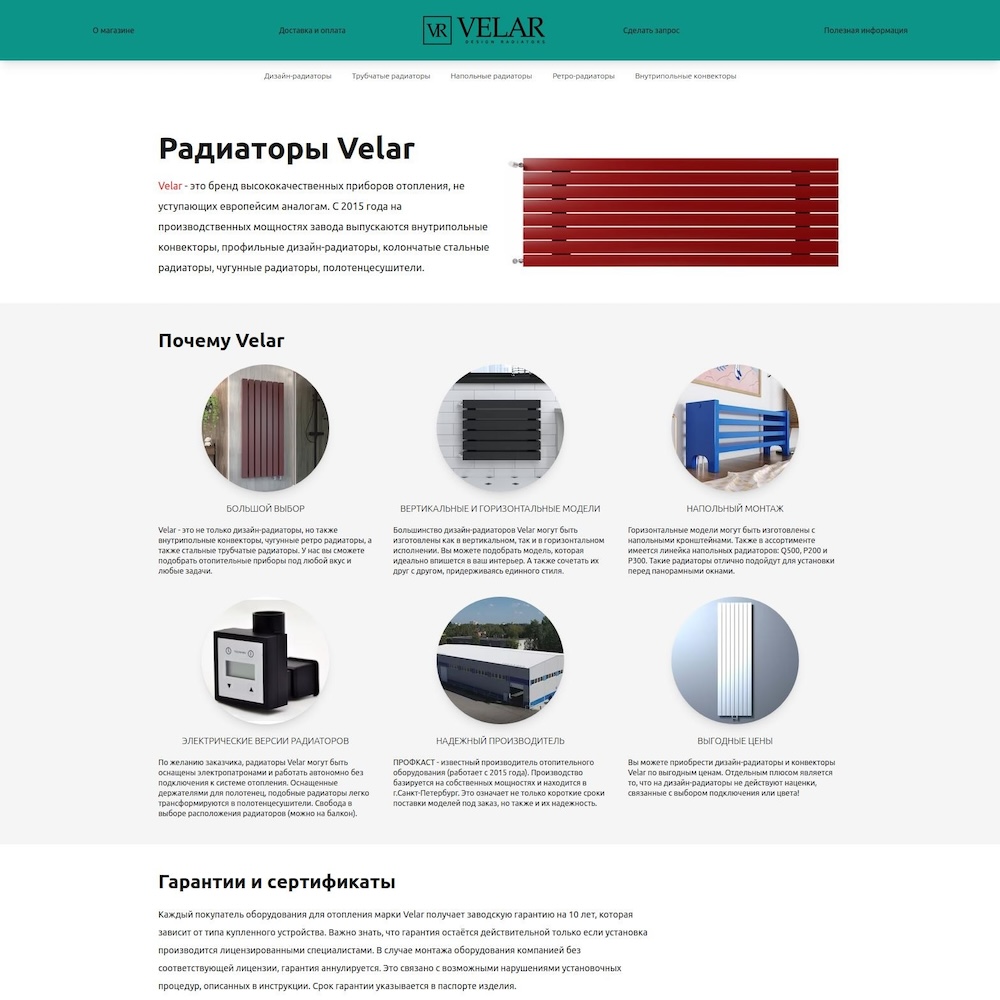 О магазине
Доставка и оплата
VR VELAR
DESIGN RADIATORS
Сделать запрос
Полезная информация
Дизайн-радиаторы
Трубчатые радиаторы
Напольные радиаторы
Ретро-радиаторы
Внутрипольные конвекторы
Радиаторы Velar
Velar - это бренд высококачественных приборов отопления, не
уступающих европейсим аналогам. С 2015 года на
производственных мощностях завода выпускаются внутрипольные
конвекторы, профильные дизайн-радиаторы, колончатые стальные
радиаторы, чугунные радиаторы, полотенцесушители.
Почему Velar
БОЛЬШОЙ ВЫБОР
Velar - это не только дизайн-радиаторы, но также
внутрипольные конвекторы, чугунные ретро радиаторы, а
также стальные трубчатые радиаторы. У нас вы сможете
подобрать отопительные приборы под любой вкус и
любые задачи.
ВЕРТИКАЛЬНЫЕ И ГОРИЗОНТАЛЬНЫЕ МОДЕЛИ
Большинство дизайн-радиаторов Velar могут быть
изготовлены как в вертикальном, так и в горизонтальном
исполнении. Вы можете подобрать модель, которая
идеально впишется в ваш интерьер. А также сочетать их
друг с другом, придерживаясь единого стиля.
НАПОЛЬНЫЙ МОНТАЖ
Горизонтальные модели могут быть изготовлены с
напольными кронштейнами. Также в ассортименте
имеется линейка напольных радиаторов: Q500, P200 и
P300. Такие радиаторы отлично подойдут для установки
перед панорамными окнами.
ЭЛЕКТРИЧЕСКИЕ ВЕРСИИ РАДИАТОРОВ
По желанию заказчика, радиаторы Velar могут быть
оснащены электропатронами и работать автономно без
подключения к системе отопления. Оснащенные
держателями для полотенец, подобные радиаторы легко
трансформируются в полотенцесушители. Свобода в
выборе расположения радиаторов (можно на балкон).
НАДЕЖНЫЙ ПРОИЗВОДИТЕЛЬ
ПРОФКАСТ - известный производитель отопительного
оборудования (работает с 2015 года). Производство
базируется на собственных мощностях и находится в
г.Санкт-Петербург. Это означает не только короткие сроки
поставки моделей под заказ, но также и их надежность.
ВЫГОДНЫЕ ЦЕНЫ
Вы можете приобрести дизайн-радиаторы и конвекторы
Velar по выгодным ценам. Отдельным плюсом является
то, что на дизайн-радиаторы не действуют наценки,
связанные с выбором подключения или цвета!
Гарантии и сертификаты
Каждый покупатель оборудования для отопления марки Velar получает заводскую гарантию на 10 лет, которая
зависит от типа купленного устройства. Важно знать, что гарантия остаётся действительной только если установка
производится лицензированными специалистами. В случае монтажа оборудования компанией без
соответствующей лицензии, гарантия аннулируется. Это связано с возможными нарушениями установочных
процедур, описанных в инструкции. Срок гарантии указывается в паспорте изделия.